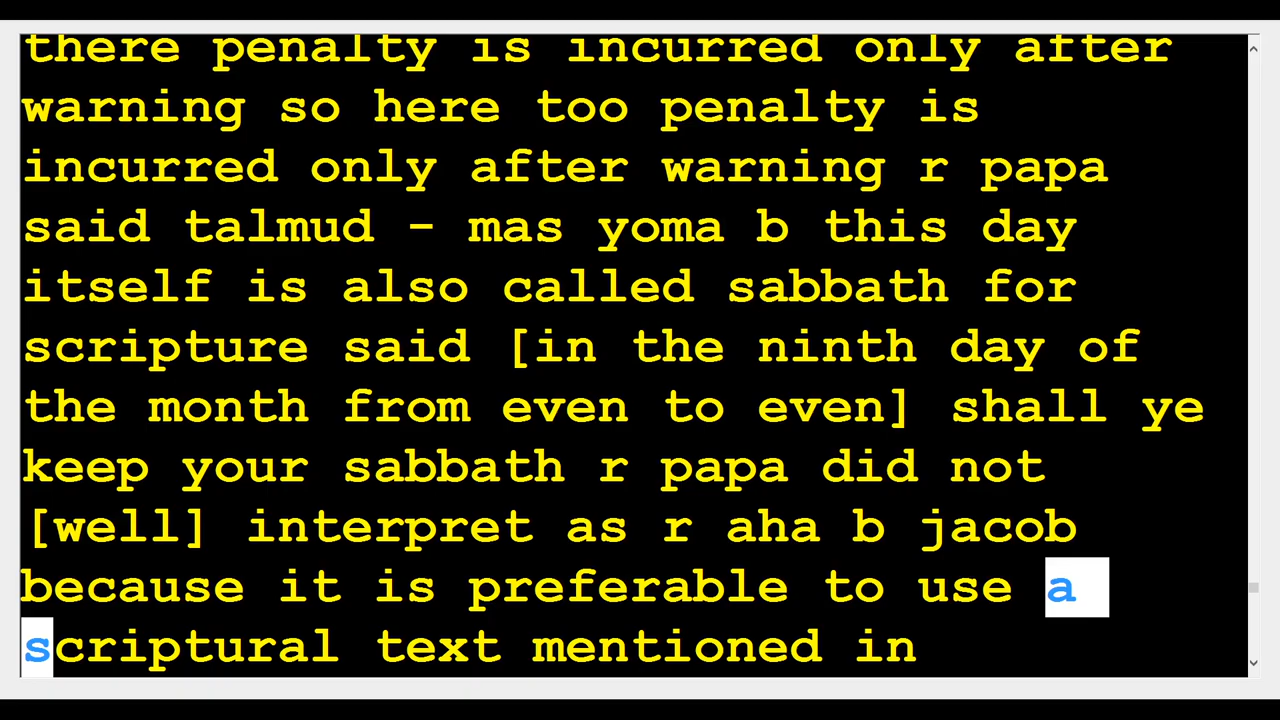 there penalty is incurred only after
warning so here too penalty is
incurred only after warning r papa
said talmud - mas yoma b this day
itself is also called sabbath for
scripture said [in the ninth day of
the month from even to even] shall ye
keep your sabbath r papa did not
[well] interpret as r aha b jacob
because it is preferable to use a
scriptural text mentioned in